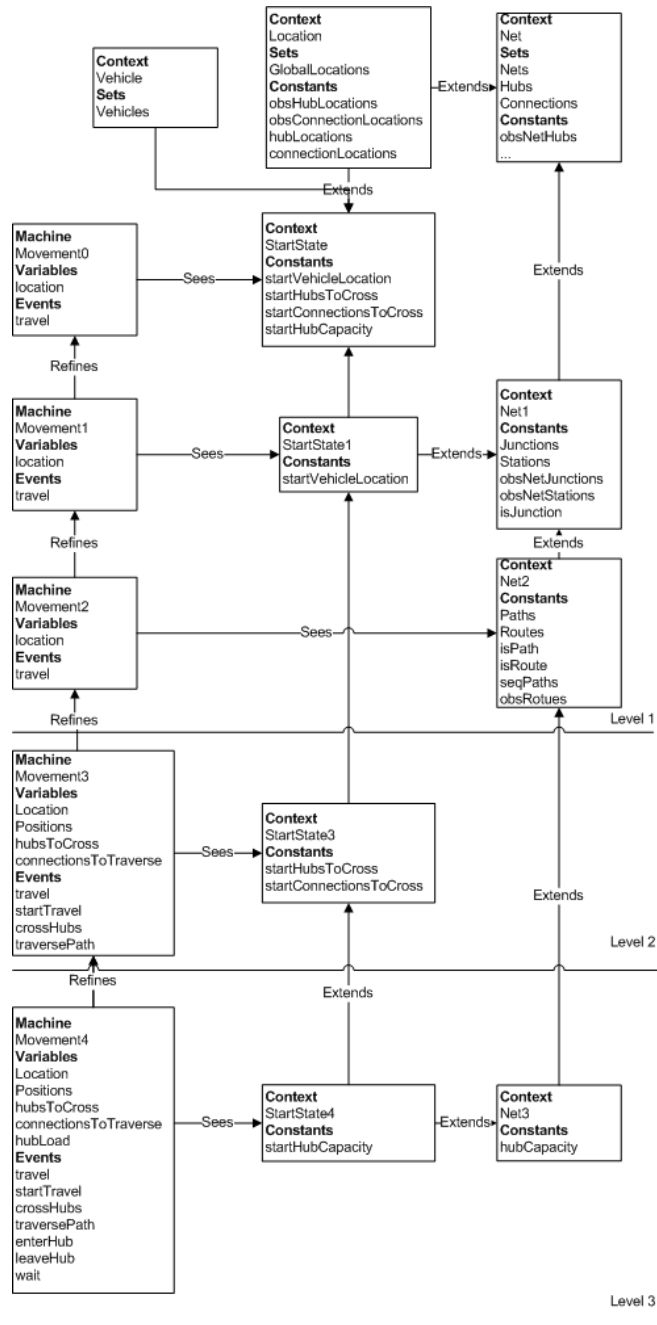 Context
Vehicle
Sets
Vehicles
Context
Location
Sets
GlobalLocations
Constants
obsHubLocations
obsConnectionLocations
hubLocations
connectionLocations
Extends
Context
Net
Sets
Nets
Hubs
Connections
Constants
obsNetHubs
...
Extends
Machine
Movement0
Variables
location
Events
travel
Sees
Context
StartState
Constants
startVehicleLocation
startHubsToCross
startConnectionsToCross
startHubCapacity
Extends
Refines
Machine
Movement1
Variables
location
Events
travel
Sees
Context
StartState1
Constants
startVehicleLocation
Extends
Context
Net1
Constants
Junctions
Stations
obsNetJunctions
obsNetStations
isJunction
Refines
Extends
Machine
Movement2
Variables
location
Events
travel
Sees
Context
Net2
Constants
Paths
Routes
isPath
isRoute
seqPaths
obsRotues
Refines
Level 1
Machine
Movement3
Variables
Location
Positions
hubsToCross
connectionsToTraverse
Events
travel
startTravel
crossHubs
traversePath
Sees
Context
StartState3
Constants
startHubsToCross
startConnectionsToCross
Extends
Level 2
Refines
Extends
Machine
Movement4
Variables
Location
Positions
hubsToCross
connectionsToTraverse
hubLoad
Events
travel
startTravel
crossHubs
traversePath
enterHub
leaveHub
wait
Sees
Context
StartState4
Constants
startHubCapacity
Extends
Context
Net3
Constants
hubCapacity
Level 3